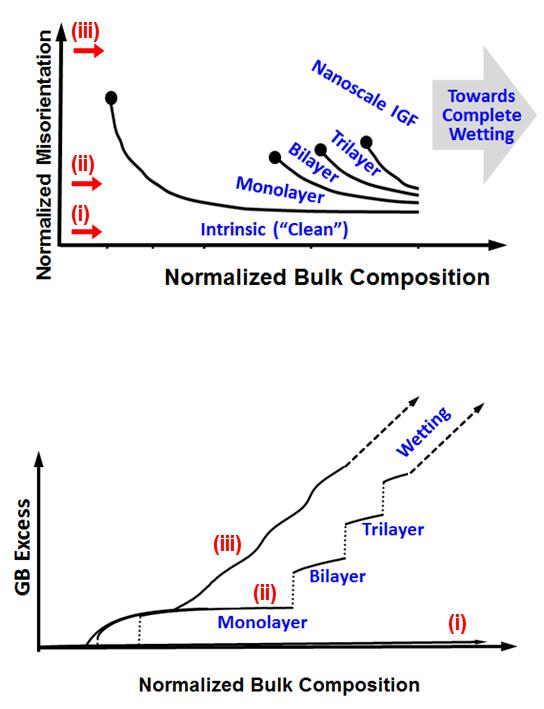 (iii)
Normalized Misorientation
Nanoscale IGF
Towards
Complete
Wetting
Trilayer
Bilayer
(ii)
Monolayer
(i)
Intrinsic ("Clean")
Normalized Bulk Composition
Wetting
GB Excess
Trilayer
(iii)
Bilayer
(ii)
Monolayer
(i)
Normalized Bulk Composition